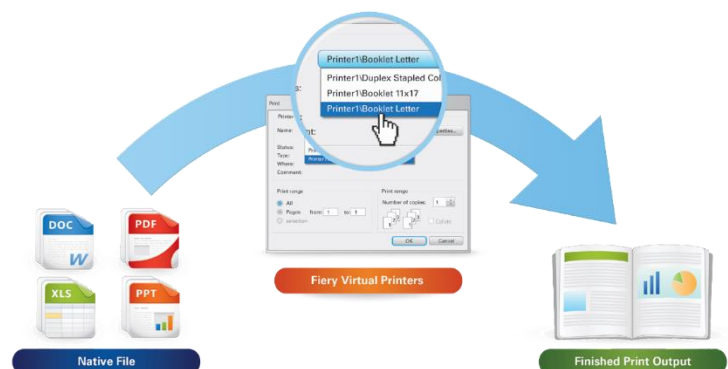 Printer1\Booklet Letter
Printer1\Duplex Stapled Col
Printer1\Booklet 11x17
Printer1\Booklet Letter
s:
nt:
Print
Printer
Name:
Status:
Type:
Where:
Comment:
Print range
All
Pages from: 1 to: 1
selection
Print range
Number of copies: 1
Collate
OK Cancel
DOC
W
PDF
XLS
PPT
Fiery Virtual Printers
Native File
Finished Print Output